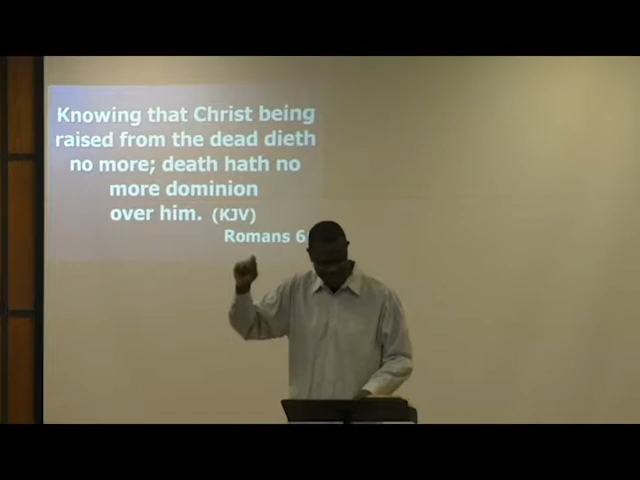 Knowing that Christ being
raised from the dead dieth
no more; death hath no
more dominion
over him. (KJV)
Romans 6